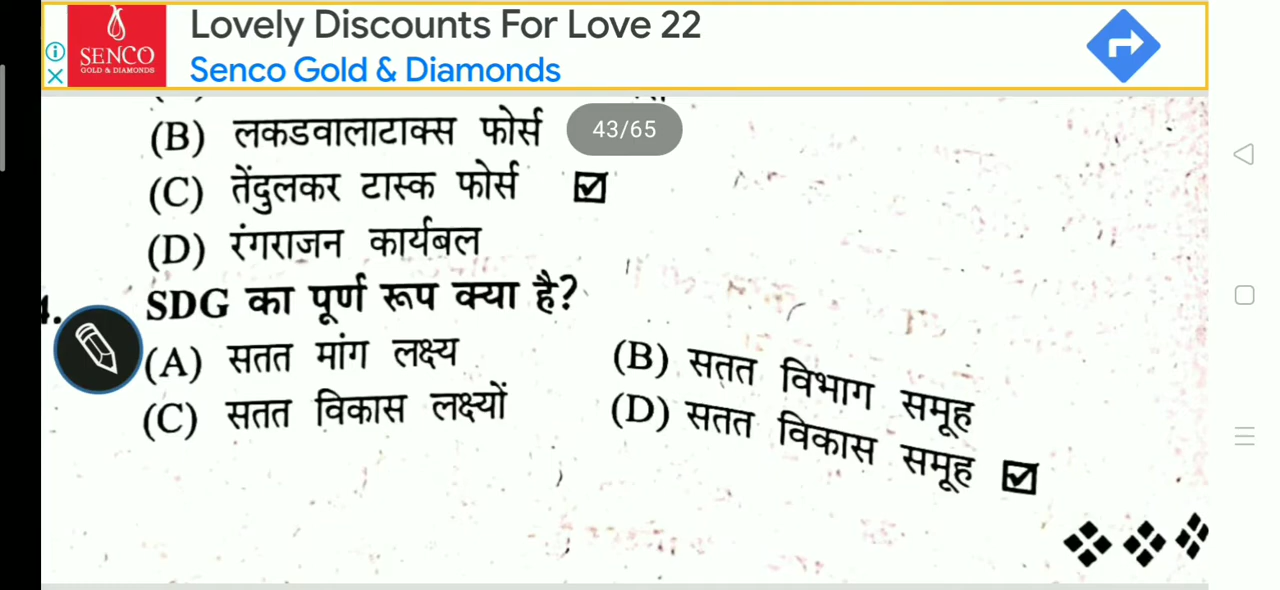 Lovely Discounts For Love 22
SENCO
GOLD & DIAMONDS
Senco Gold & Diamonds
43/65
(B) लकडवालाटाक्स फोर्स
(C) तेंदुलकर टास्क फोर्स ☑
(D) रंगराजन कार्यबल
4. SDG का पूर्ण रूप क्या है?
(A) सतत मांग लक्ष्य (B) सतत विभाग समूह
(C) सतत विकास लक्ष्यों (D) सतत विकास समूह ☑